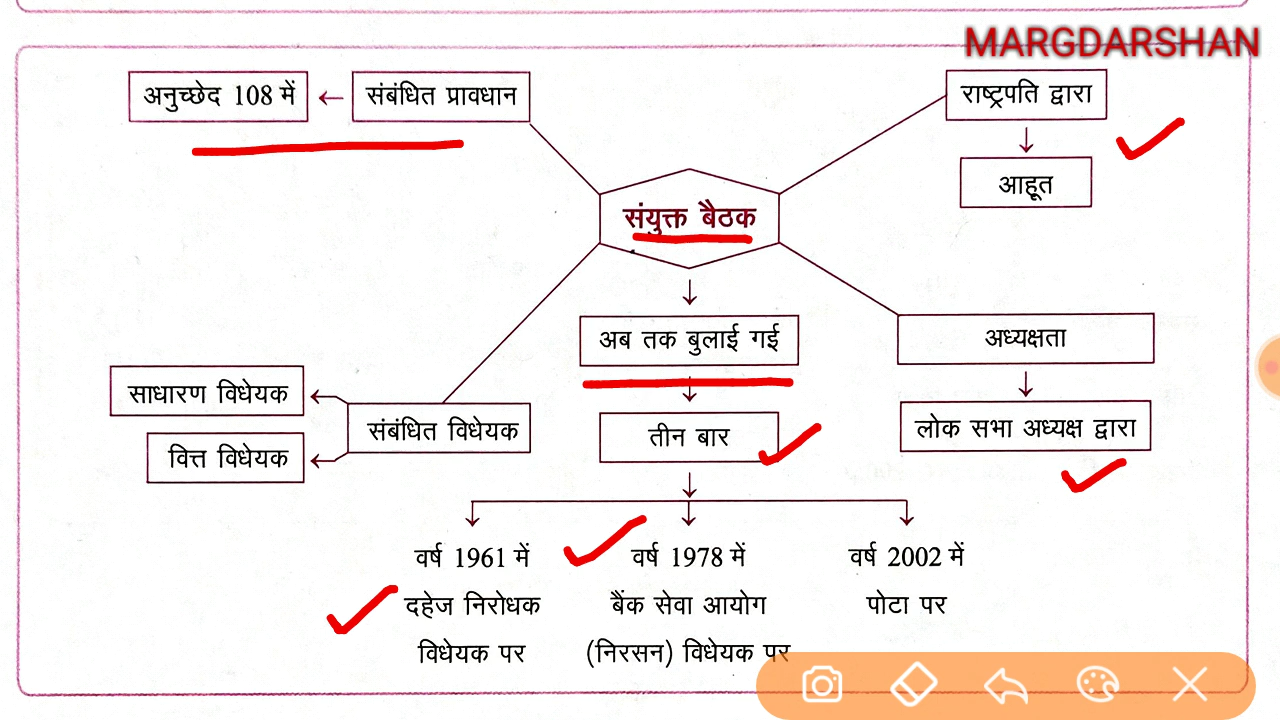 MARGDARSHAN
अनुच्छेद 108 में
संबंधित प्रावधान
राष्ट्रपति द्वारा
आहूत
संयुक्त बैठक
अब तक बुलाई गई
अध्यक्षता
साधारण विधेयक
संबंधित विधेयक
तीन बार
लोक सभा अध्यक्ष द्वारा
वित्त विधेयक
वर्ष 1961 में
वर्ष 1978 में
वर्ष 2002 में
दहेज निरोधक
बैंक सेवा आयोग
पोटा पर
विधेयक पर
(निरसन) विधेयक पर